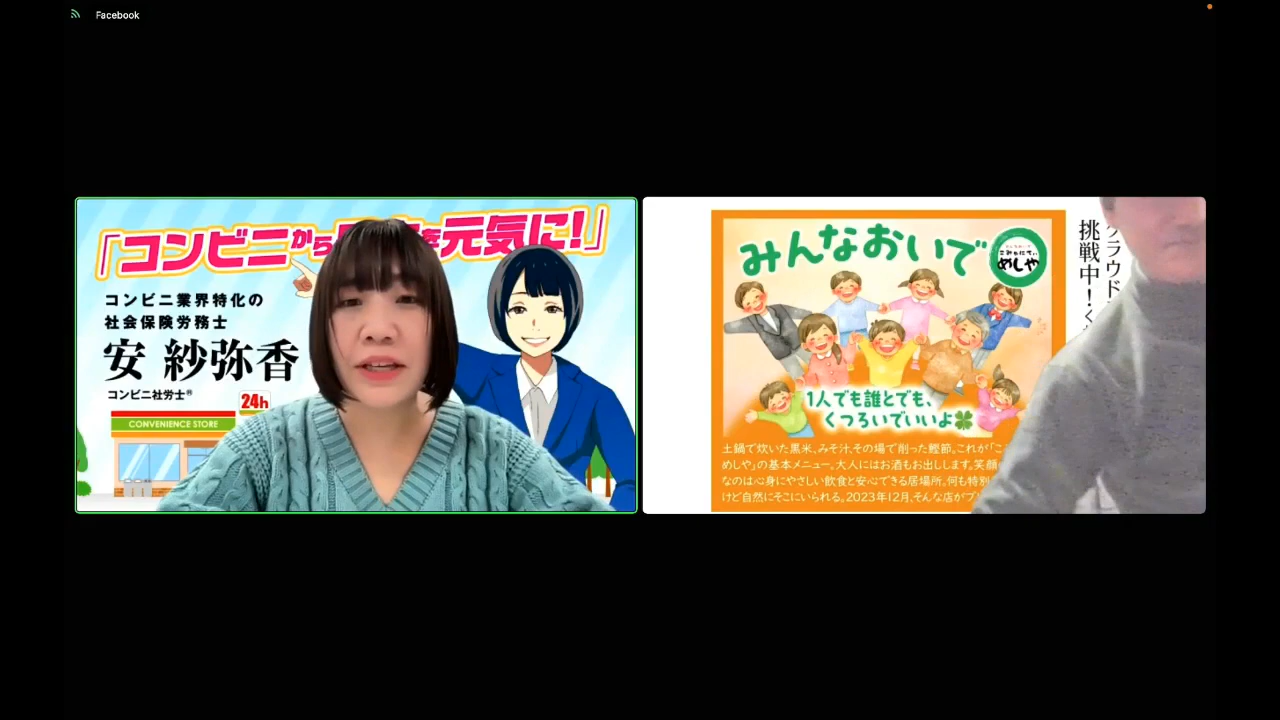 Facebook
「コンビニから
を元気に!」
コンビニ業界特化の
社会保険労務士
安 紗弥香
コンビニ社労士®
24h
CONVENIENCE STORE
みんなおいで
めしや
1人でも誰とでも、
くつろいでいいよ
土鍋で炊いた黒米、みそ汁、その場で削った鰹節。これが「こ
めしや」の基本メニュー。大人にはお酒もお出しします。笑顔
なのは心身にやさしい飲食と安心できる居場所。何も特別
けど自然にそこにいられる。2023年12月、そんな店が
クラウド
挑戦中!